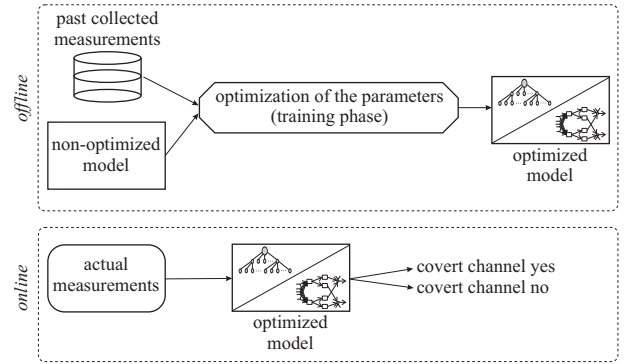 past collected
measurements
offline
optimization of the parameters
(training phase)
non-optimized
model
optimized
model
online
actual
measurements
covert channel yes
covert channel no
optimized
model